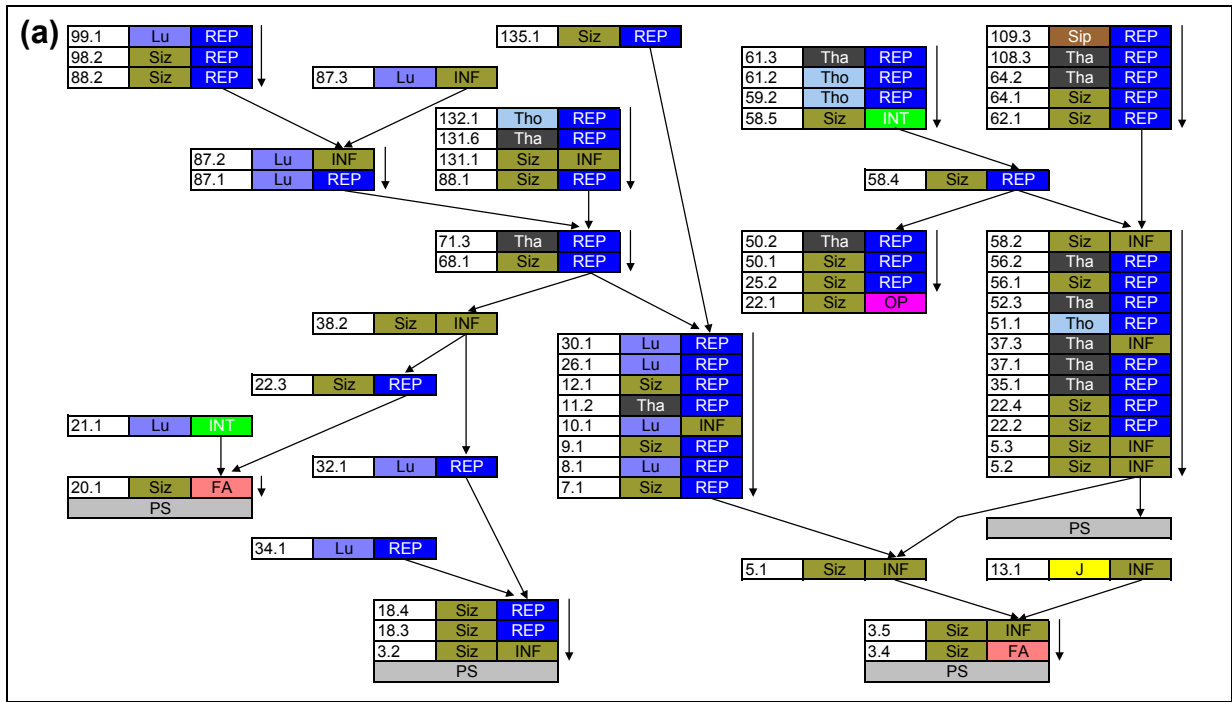 (a)
99.1 Lu REP
98.2 Siz REP
88.2 Siz REP
87.3 Lu INF
135.1 Siz REP
61.3 Tha REP
61.2 Tho REP
59.2 Tho REP
58.5 Siz INT
109.3 Sip REP
108.3 Tha REP
64.2 Tha REP
64.1 Siz REP
62.1 Siz REP
132.1 Tho REP
131.6 Tha REP
131.1 Siz INF
88.1 Siz REP
87.2 Lu INF
87.1 Lu REP
58.4 Siz REP
71.3 Tha REP
68.1 Siz REP
50.2 Tha REP
50.1 Siz REP
25.2 Siz REP
22.1 Siz OP
58.2 Siz INF
56.2 Tha REP
56.1 Siz REP
52.3 Tha REP
51.1 Tho REP
37.3 Tha INF
37.1 Tha REP
35.1 Tha REP
22.4 Siz REP
22.2 Siz REP
5.3 Siz INF
5.2 Siz INF
PS
38.2 Siz INF
30.1 Lu REP
26.1 Lu REP
12.1 Siz REP
11.2 Tha REP
10.1 Lu INF
9.1 Siz REP
8.1 Lu REP
7.1 Siz REP
22.3 Siz REP
21.1 Lu INT
32.1 Lu REP
20.1 Siz FA
PS
34.1 Lu REP
5.1 Siz INF
13.1 J INF
18.4 Siz REP
18.3 Siz REP
3.2 Siz INF
PS
3.5 Siz INF
3.4 Siz FA
PS